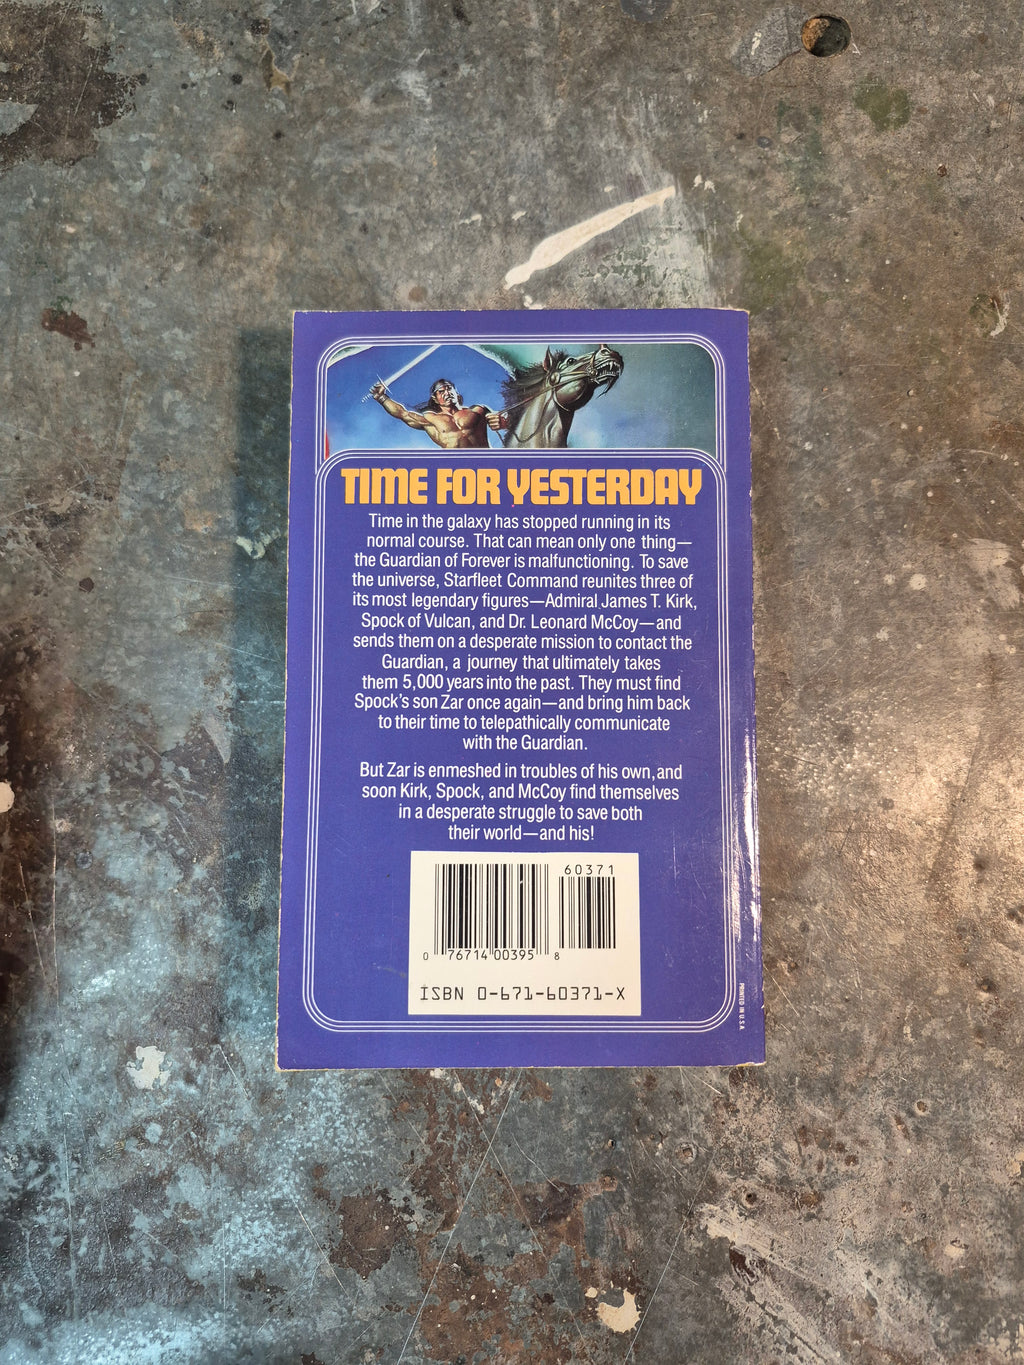 TIME FOR YESTERDAY
Time in the galaxy has stopped running in its
normal course. That can mean only one thing—
the Guardian of Forever is malfunctioning. To save
the universe, Starfleet Command reunites three of
its most legendary figures—Admiral James T. Kirk,
Spock of Vulcan, and Dr. Leonard McCoy—and
sends them on a desperate mission to contact the
Guardian, a journey that ultimately takes
them 5,000 years into the past. They must find
Spock's son Zar once again—and bring him back
to their time to telepathically communicate
with the Guardian.
But Zar is enmeshed in troubles of his own, and
soon Kirk, Spock, and McCoy find themselves
in a desperate struggle to save both
their world—and his!
60371
0 76714 00395 8
ISBN 0-671-60371-X
PRINTED IN U.S.A.